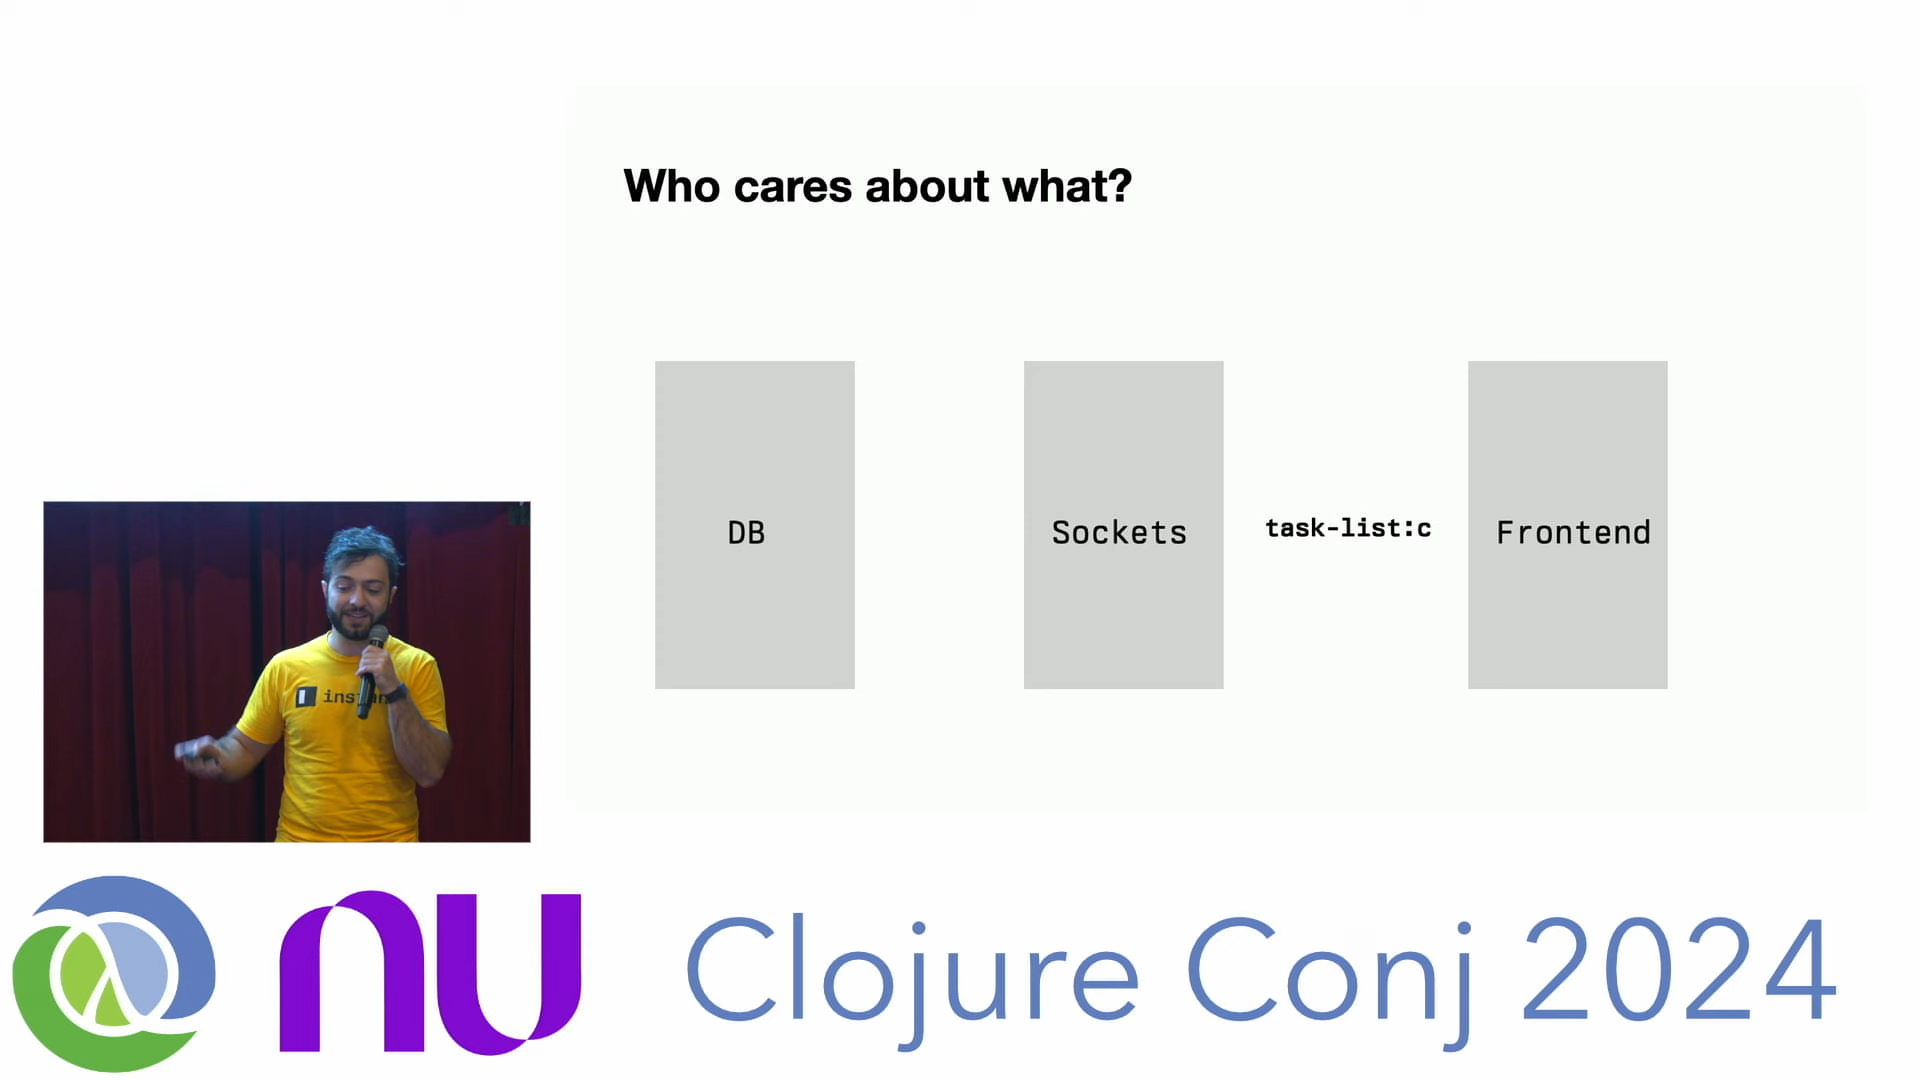 Who cares about what?
DB
Sockets
task-list:c
Frontend
nu
Clojure Conj 2024